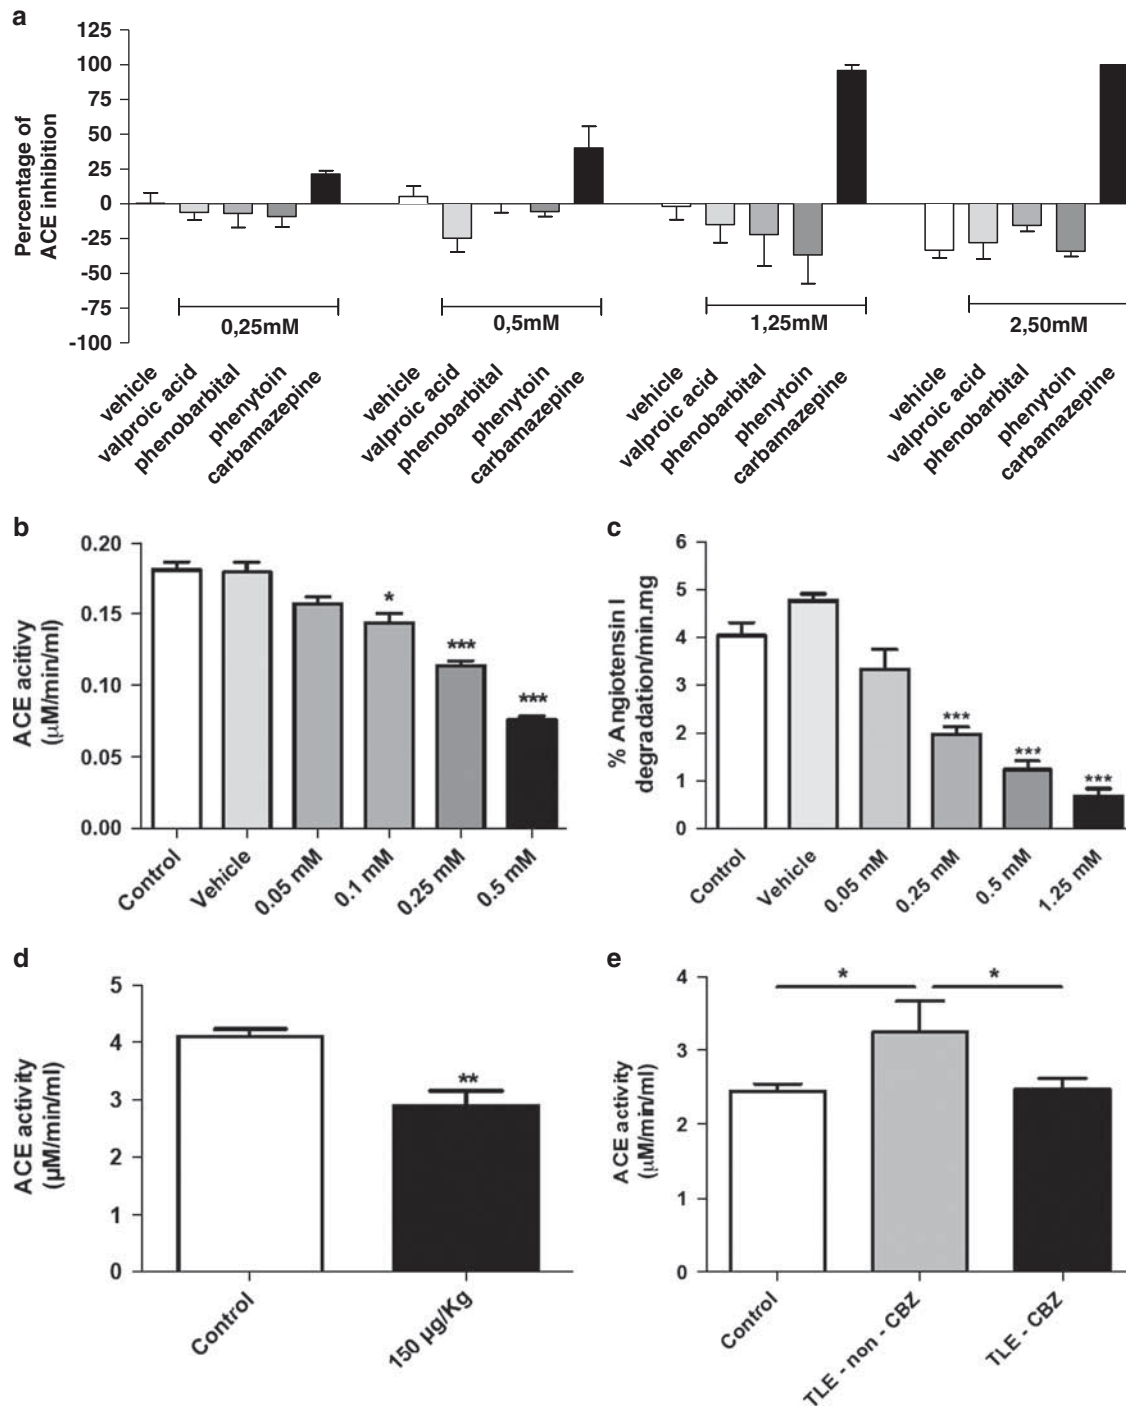 a
125
100
75
50
25
0
-25
-50
-75
-100
Percentage of
ACE inhibition
0,25mM
0,5mM
1,25mM
2,50mM
vehicle
valproic acid
phenobarbital
phenytoin
carbamazepine
vehicle
valproic acid
phenobarbital
phenytoin
carbamazepine
vehicle
valproic acid
phenobarbital
phenytoin
carbamazepine
vehicle
valproic acid
phenobarbital
phenytoin
carbamazepine
b
0.20
0.15
0.10
0.05
0.00
ACE acitivy
(µM/min/ml)
*
***
***
Control
Vehicle
0.05 mM
0.1 mM
0.25 mM
0.5 mM
c
6
5
4
3
2
1
0
% Angiotensin I
degradation/min.mg
***
***
***
Control
Vehicle
0.05 mM
0.25 mM
0.5 mM
1.25 mM
d
5
4
3
2
1
0
ACE activity
(µM/min/ml)
**
Control
150 µg/Kg
e
4
3
2
1
0
ACE activity
(µM/min/ml)
*
*
Control
TLE - non - CBZ
TLE - CBZ